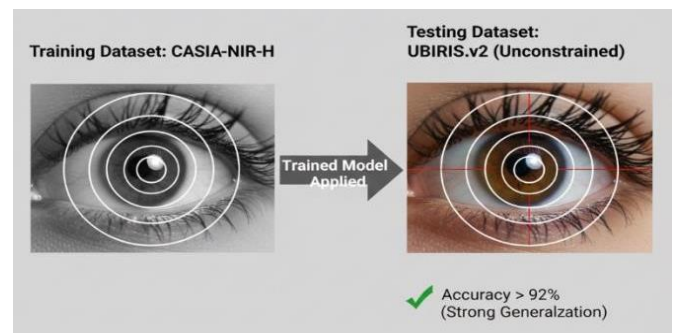 Training Dataset: CASIA-NIR-H
Testing Dataset:
UBIRIS.v2 (Unconstrained)
Trained Model
Applied
Accuracy > 92%
(Strong Generalzation)